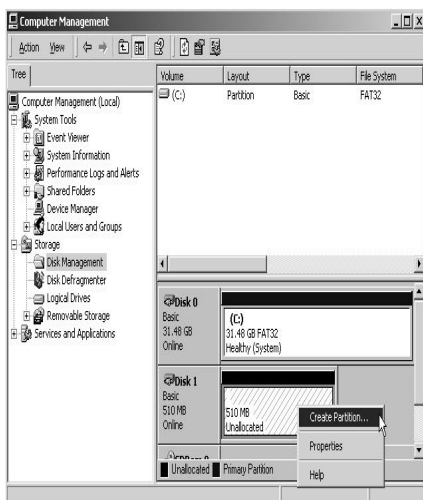 Computer Management
Action View
Tree
Computer Management (Local)
System Tools
Event Viewer
System Information
Performance Logs and Alerts
Shared Folders
Device Manager
Local Users and Groups
Storage
Disk Management
Disk Defragmenter
Logical Drives
Removable Storage
Services and Applications
Volume Layout Type File System
(C:) Partition Basic FAT32
Disk 0
Basic
31.48 GB
Online
(C:)
31.48 GB FAT32
Healthy (System)
Disk 1
Basic
510 MB
Online
510 MB
Unallocated
Create Partition...
Properties
Help
Unallocated Primary Partition